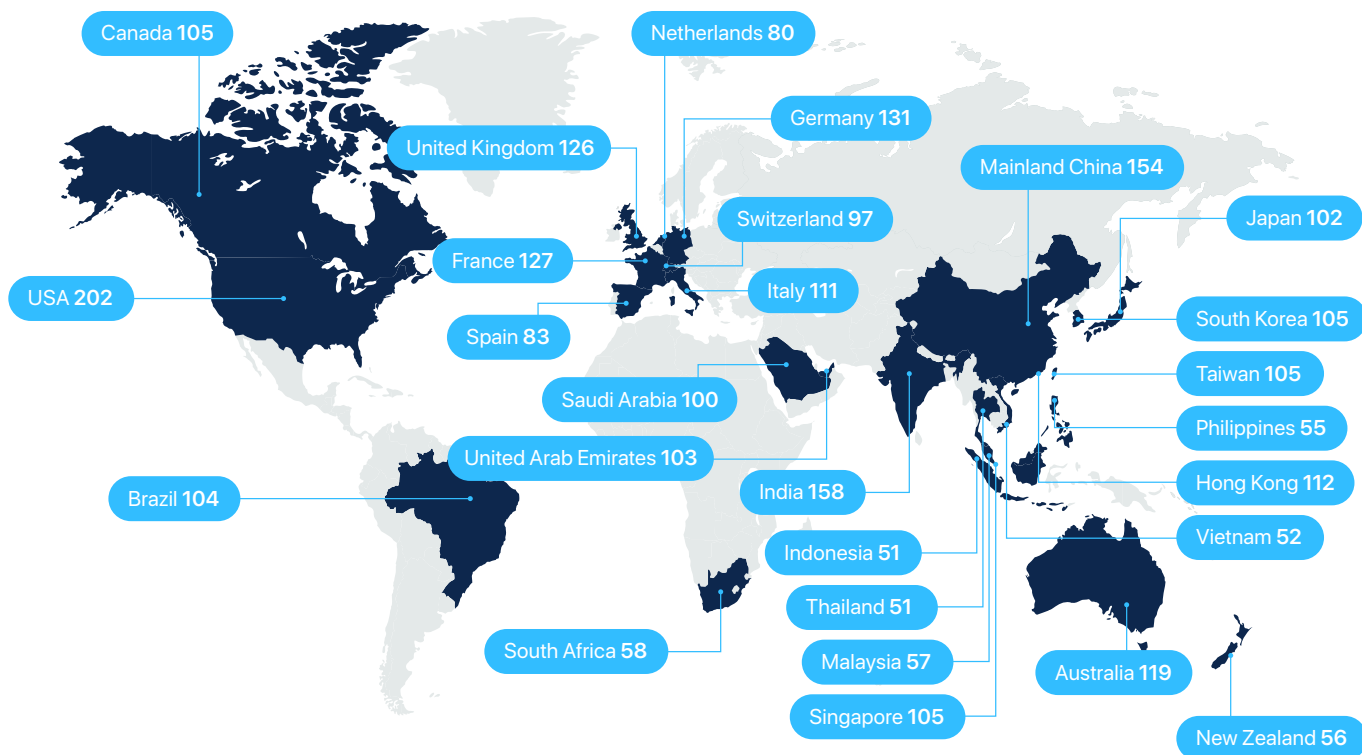 Canada 105
Netherlands 80
Germany 131
United Kingdom 126
Mainland China 154
Switzerland 97
Japan 102
France 127
USA 202
Italy 111
South Korea 105
Spain 83
Taiwan 105
Saudi Arabia 100
Philippines 55
United Arab Emirates 103
Hong Kong 112
India 158
Brazil 104
Vietnam 52
Indonesia 51
Thailand 51
South Africa 58
Malaysia 57
Australia 119
Singapore 105
New Zealand 56